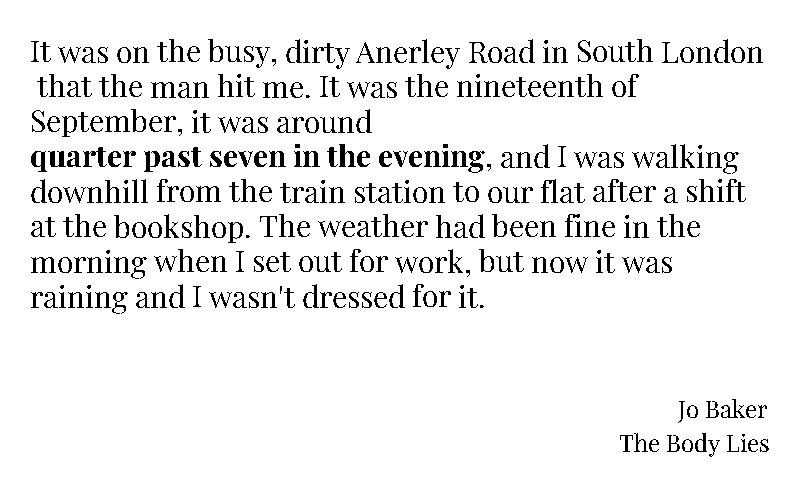 It was on the busy, dirty Anerley Road in South London
that the man hit me. It was the nineteenth of
September, it was around
quarter past seven in the evening, and I was walking
downhill from the train station to our flat after a shift
at the bookshop. The weather had been fine in the
morning when I set out for work, but now it was
raining and I wasn't dressed for it.
Jo Baker
The Body Lies